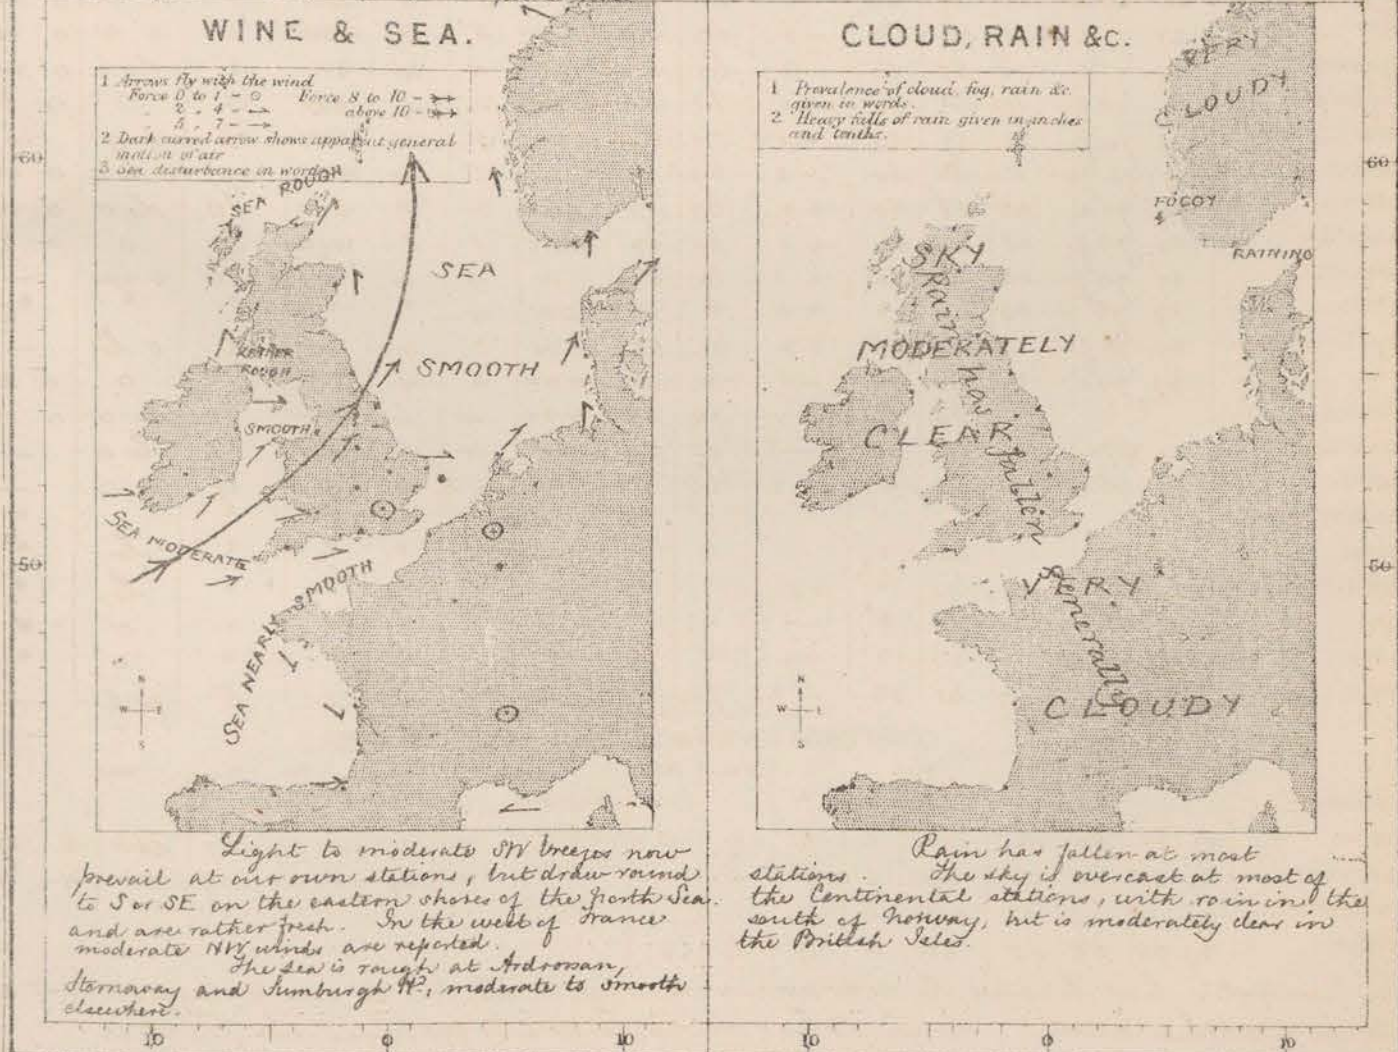 WIND & SEA.
1 Arrows fly with the wind
Force 0 to 1 - ⊙ Force 8 to 10 -
2 . 4 - above 10 -
5 . 7 -
2 Dark curved arrow shows apparent general
motion of air
3 Sea disturbance in words
60
SEA ROUGH
SEA
RATHER
ROUGH
SMOOTH
SMOOTH
SEA MODERATE
50
SMOOTH
SEA NEARLY
N
W E
S
Light to moderate SW breezes now
prevail at our own stations, but draw round
to S or SE on the eastern shores of the North Sea.
and are rather fresh. In the west of France
moderate NW winds are reported.
The sea is rough at Ardrossan,
Stornoway and Sumburgh Hd, moderate to smooth
elsewhere.
10 0 10
CLOUD, RAIN &c.
1 Prevalence of cloud, fog, rain &c.
given in words.
2 Heavy falls of rain given in inches
and tenths.
VERY
CLOUDY
60
FOGGY
RAINING
SKY
MODERATELY
CLEAR
Rain has fallen generally
50
VERY
CLOUDY
N
W E
S
Rain has fallen at most
stations. The sky is overcast at most of
the Continental stations, with rain in the
south of Norway, but is moderately clear in
the British Isles.
10 0 10